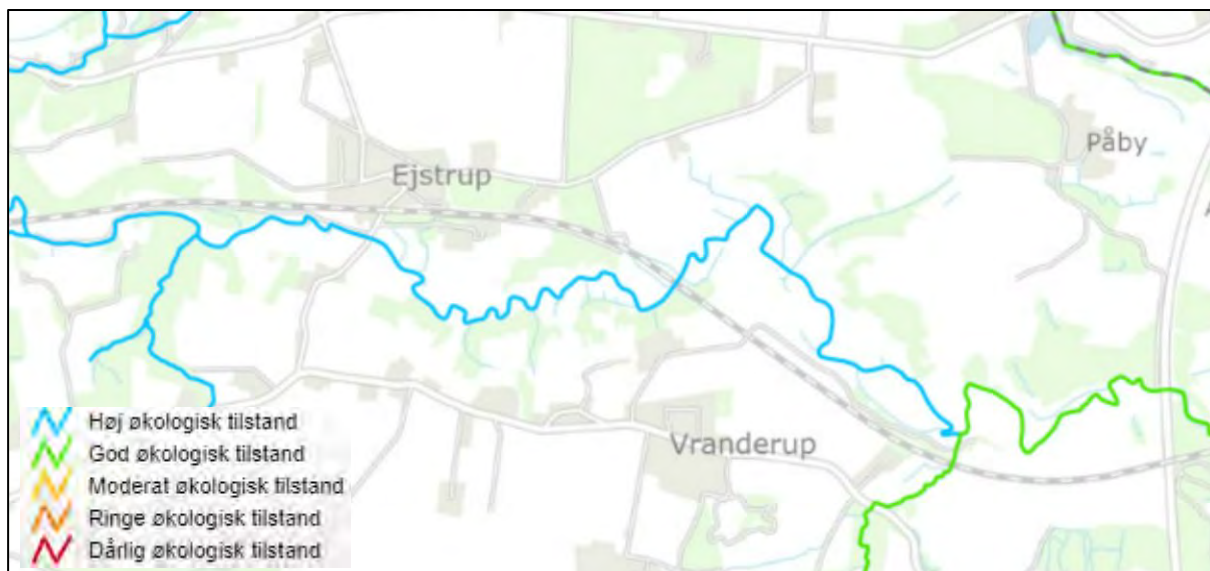 Påby
Ejstrup
Vranderup
Høj økologisk tilstand
God økologisk tilstand
Moderat økologisk tilstand
Ringe økologisk tilstand
Dårlig økologisk tilstand